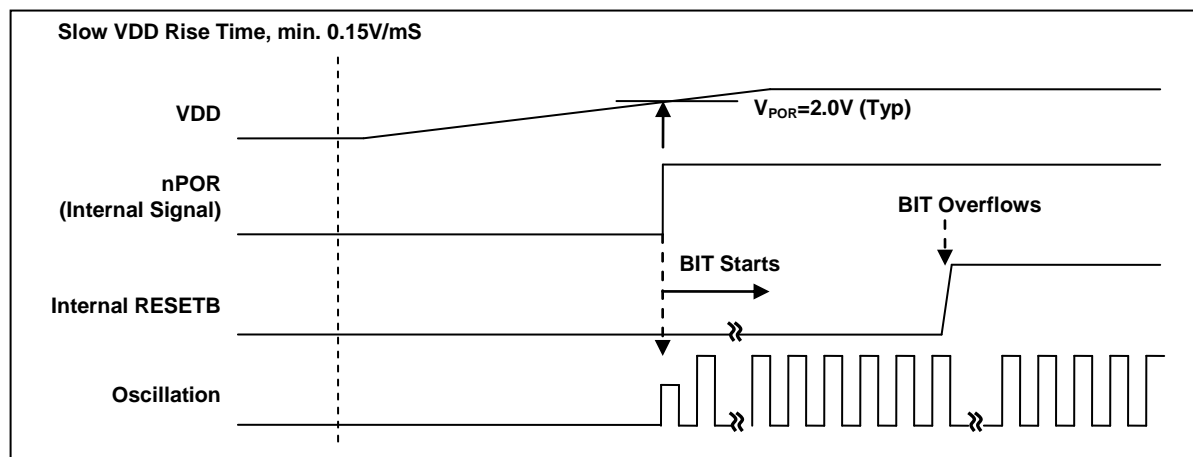 Slow VDD Rise Time, min. 0.15V/mS
VDD
VPOR=2.0V (Typ)
nPOR
(Internal Signal)
BIT Overflows
BIT Starts
Internal RESETB
Oscillation